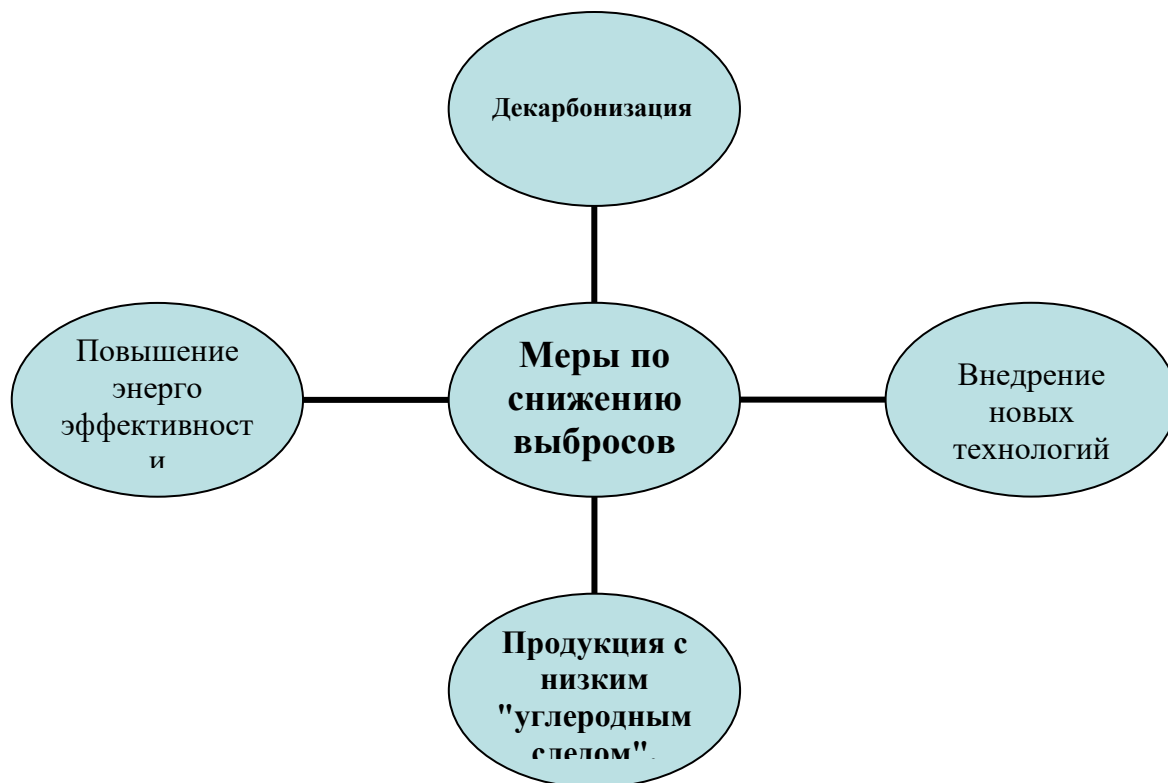 Декарбонизация
Повышение
энерго
эффективност
и
Меры по
снижению
выбросов
Внедрение
новых
технологий
Продукция с
низким
"углеродным
следом".